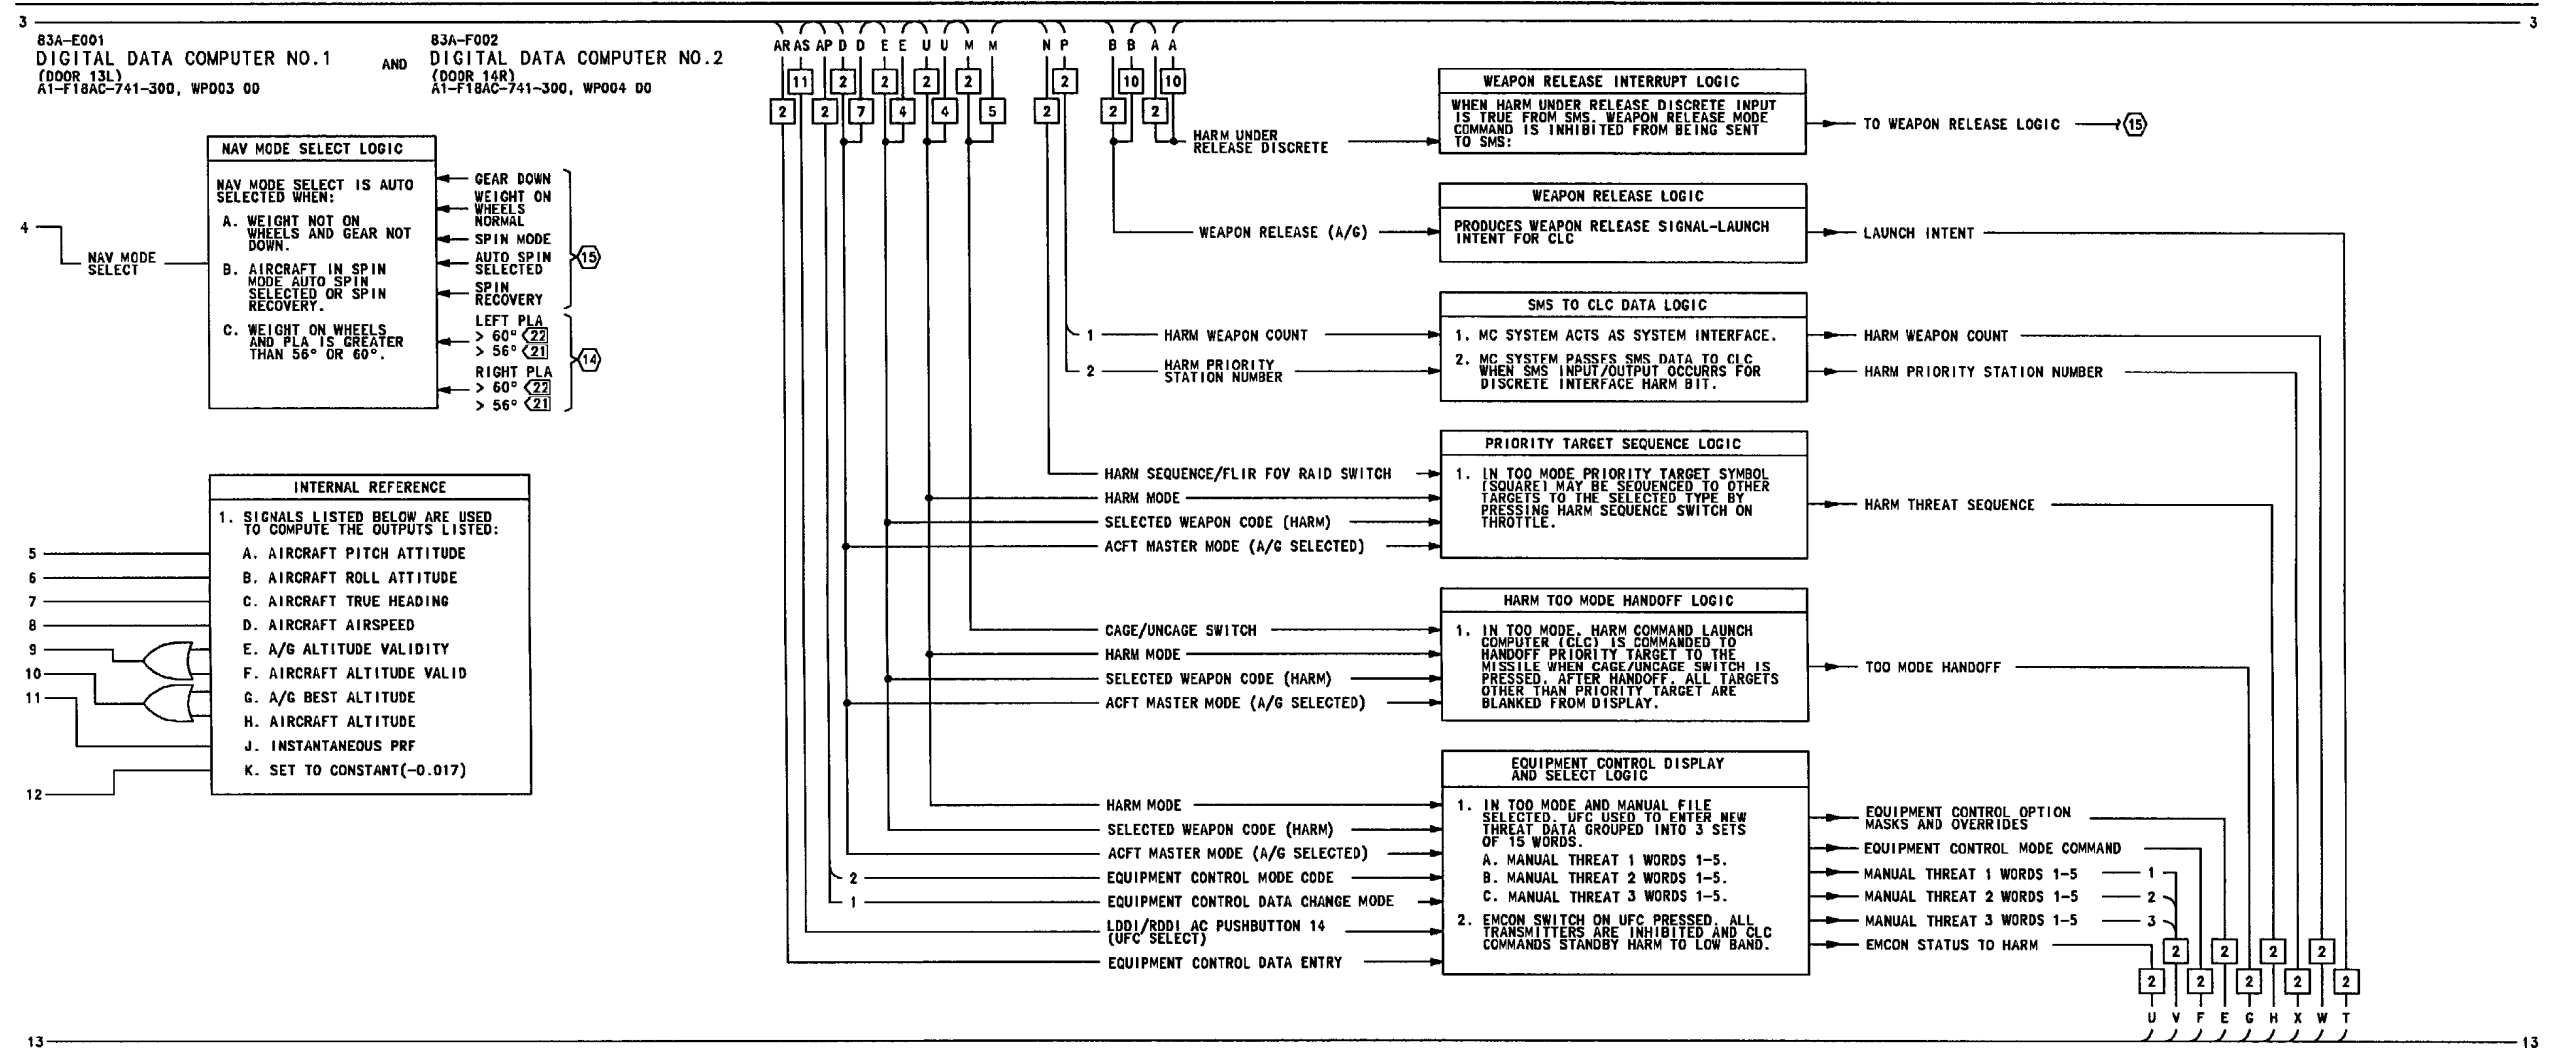 3
3
83A-E001
DIGITAL DATA COMPUTER NO.1
(DOOR 13L)
A1-F18AC-741-300, WP003 00
AND
83A-F002
DIGITAL DATA COMPUTER NO.2
(DOOR 14R)
A1-F18AC-741-300, WP004 00
AR AS AP D D E E U U M M N P B B A A
11 2 2 2 2 2 10 10
2 2 7 4 4 5 2 2 2
NAV MODE SELECT LOGIC
NAV MODE SELECT IS AUTO
SELECTED WHEN:
A. WEIGHT NOT ON
WHEELS AND GEAR NOT
DOWN.
B. AIRCRAFT IN SPIN
MODE AUTO SPIN
SELECTED OR SPIN
RECOVERY.
C. WEIGHT ON WHEELS
AND PLA IS GREATER
THAN 56° OR 60°.
4
NAV MODE
SELECT
GEAR DOWN
WEIGHT ON
WHEELS
NORMAL
SPIN MODE
AUTO SPIN
SELECTED
SPIN
RECOVERY
15
LEFT PLA
> 60° 22
> 56° 21
RIGHT PLA
> 60° 22
> 56° 21
14
INTERNAL REFERENCE
1. SIGNALS LISTED BELOW ARE USED
TO COMPUTE THE OUTPUTS LISTED:
5
A. AIRCRAFT PITCH ATTITUDE
6
B. AIRCRAFT ROLL ATTITUDE
7
C. AIRCRAFT TRUE HEADING
8
D. AIRCRAFT AIRSPEED
9
E. A/G ALTITUDE VALIDITY
10
F. AIRCRAFT ALTITUDE VALID
11
G. A/G BEST ALTITUDE
H. AIRCRAFT ALTITUDE
J. INSTANTANEOUS PRF
K. SET TO CONSTANT(-0.017)
12
HARM UNDER
RELEASE DISCRETE
WEAPON RELEASE INTERRUPT LOGIC
WHEN HARM UNDER RELEASE DISCRETE INPUT
IS TRUE FROM SMS. WEAPON RELEASE MODE
COMMAND IS INHIBITED FROM BEING SENT
TO SMS:
TO WEAPON RELEASE LOGIC
15
WEAPON RELEASE (A/G)
WEAPON RELEASE LOGIC
PRODUCES WEAPON RELEASE SIGNAL-LAUNCH
INTENT FOR CLC
LAUNCH INTENT
1 HARM WEAPON COUNT
2 HARM PRIORITY
STATION NUMBER
SMS TO CLC DATA LOGIC
1. MC SYSTEM ACTS AS SYSTEM INTERFACE.
2. MC SYSTEM PASSES SMS DATA TO CLC
WHEN SMS INPUT/OUTPUT OCCURRS FOR
DISCRETE INTERFACE HARM BIT.
HARM WEAPON COUNT
HARM PRIORITY STATION NUMBER
HARM SEQUENCE/FLIR FOV RAID SWITCH
HARM MODE
SELECTED WEAPON CODE (HARM)
ACFT MASTER MODE (A/G SELECTED)
PRIORITY TARGET SEQUENCE LOGIC
1. IN TOO MODE PRIORITY TARGET SYMBOL
(SQUARE) MAY BE SEQUENCED TO OTHER
TARGETS TO THE SELECTED TYPE BY
PRESSING HARM SEQUENCE SWITCH ON
THROTTLE.
HARM THREAT SEQUENCE
CAGE/UNCAGE SWITCH
HARM MODE
SELECTED WEAPON CODE (HARM)
ACFT MASTER MODE (A/G SELECTED)
HARM TOO MODE HANDOFF LOGIC
1. IN TOO MODE. HARM COMMAND LAUNCH
COMPUTER (CLC) IS COMMANDED TO
HANDOFF PRIORITY TARGET TO THE
MISSILE WHEN CAGE/UNCAGE SWITCH IS
PRESSED. AFTER HANDOFF. ALL TARGETS
OTHER THAN PRIORITY TARGET ARE
BLANKED FROM DISPLAY.
TOO MODE HANDOFF
HARM MODE
SELECTED WEAPON CODE (HARM)
ACFT MASTER MODE (A/G SELECTED)
2 EQUIPMENT CONTROL MODE CODE
1 EQUIPMENT CONTROL DATA CHANGE MODE
LDDI/RDDI AC PUSHBUTTON 14
(UFC SELECT)
EQUIPMENT CONTROL DATA ENTRY
EQUIPMENT CONTROL DISPLAY
AND SELECT LOGIC
1. IN TOO MODE AND MANUAL FILE
SELECTED. UFC USED TO ENTER NEW
THREAT DATA GROUPED INTO 3 SETS
OF 15 WORDS.
A. MANUAL THREAT 1 WORDS 1-5.
B. MANUAL THREAT 2 WORDS 1-5.
C. MANUAL THREAT 3 WORDS 1-5.
2. EMCON SWITCH ON UFC PRESSED. ALL
TRANSMITTERS ARE INHIBITED AND CLC
COMMANDS STANDBY HARM TO LOW BAND.
EQUIPMENT CONTROL OPTION
MASKS AND OVERRIDES
EQUIPMENT CONTROL MODE COMMAND
MANUAL THREAT 1 WORDS 1-5 1
MANUAL THREAT 2 WORDS 1-5 2
MANUAL THREAT 3 WORDS 1-5 3
EMCON STATUS TO HARM
2 2 2 2
2 2 2 2 2
U V F E G H X W T
13
13